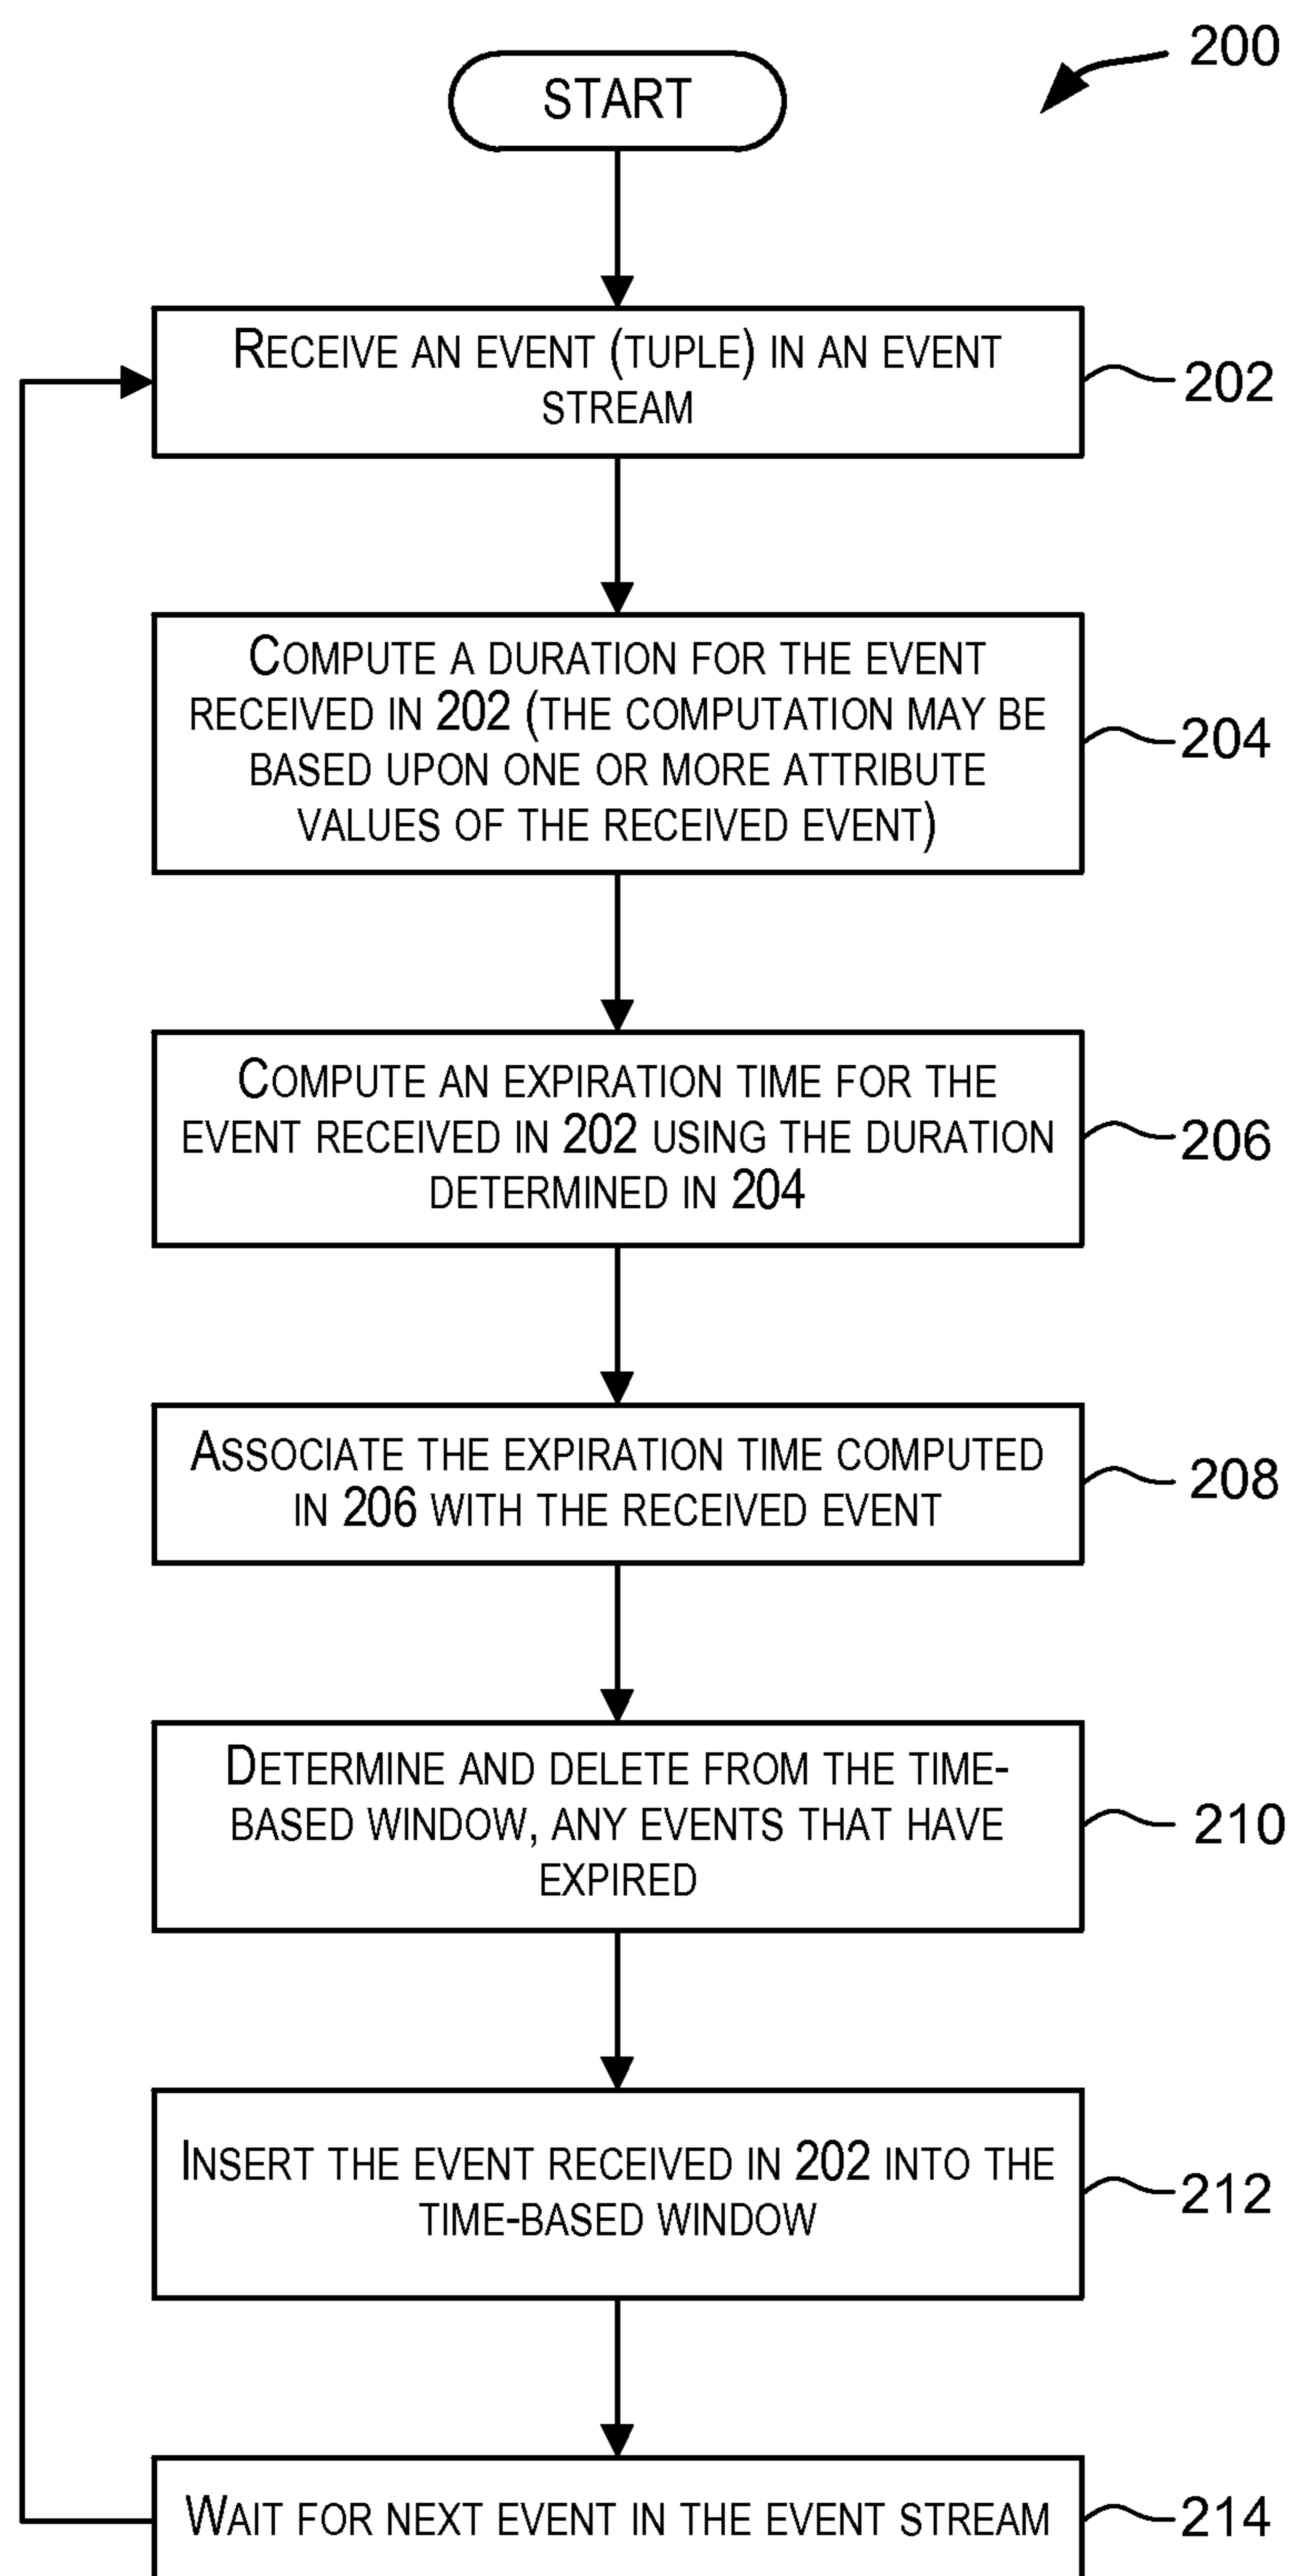 200
START
RECEIVE AN EVENT (TUPLE) IN AN EVENT
STREAM
202
COMPUTE A DURATION FOR THE EVENT
RECEIVED IN 202 (THE COMPUTATION MAY BE
BASED UPON ONE OR MORE ATTRIBUTE
VALUES OF THE RECEIVED EVENT)
204
COMPUTE AN EXPIRATION TIME FOR THE
EVENT RECEIVED IN 202 USING THE DURATION
DETERMINED IN 204
206
ASSOCIATE THE EXPIRATION TIME COMPUTED
IN 206 WITH THE RECEIVED EVENT
208
DETERMINE AND DELETE FROM THE TIME-
BASED WINDOW, ANY EVENTS THAT HAVE
EXPIRED
210
INSERT THE EVENT RECEIVED IN 202 INTO THE
TIME-BASED WINDOW
212
WAIT FOR NEXT EVENT IN THE EVENT STREAM
214